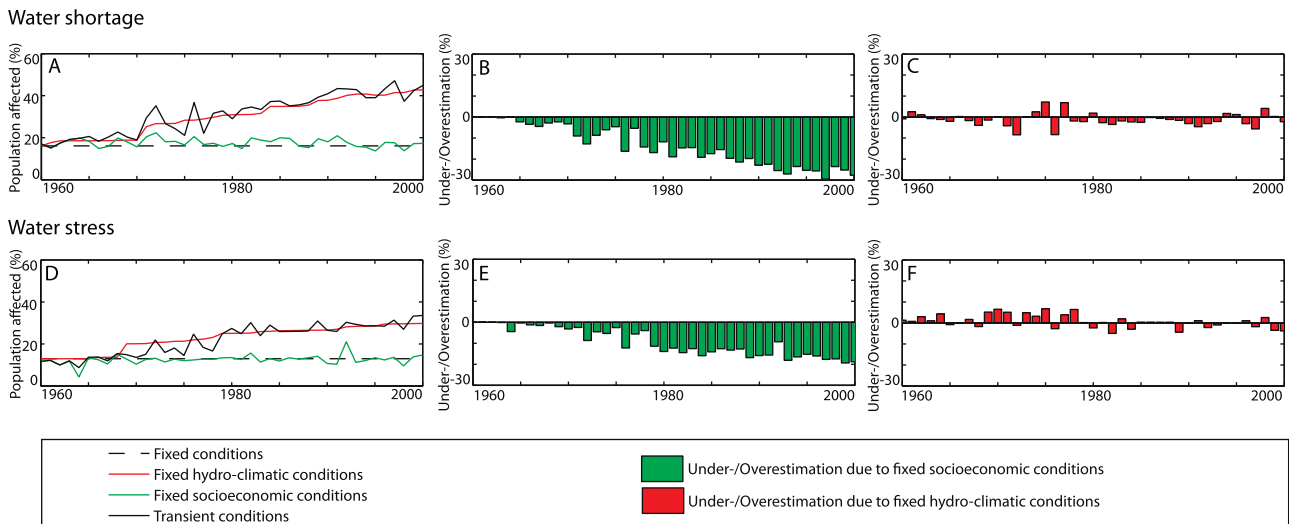 Water shortage
Population affected (%)
60
40
20
0
A
1960
1980
2000
Under-/Overestimation (%)
30
0
-30
B
1960
1980
2000
Under-/Overestimation (%)
30
0
-30
C
1960
1980
2000
Water stress
Population affected (%)
60
40
20
0
D
1960
1980
2000
Under-/Overestimation (%)
30
0
-30
E
1960
1980
2000
Under-/Overestimation (%)
30
0
-30
F
1960
1980
2000
Fixed conditions
Fixed hydro-climatic conditions
Fixed socioeconomic conditions
Transient conditions
Under-/Overestimation due to fixed socioeconomic conditions
Under-/Overestimation due to fixed hydro-climatic conditions